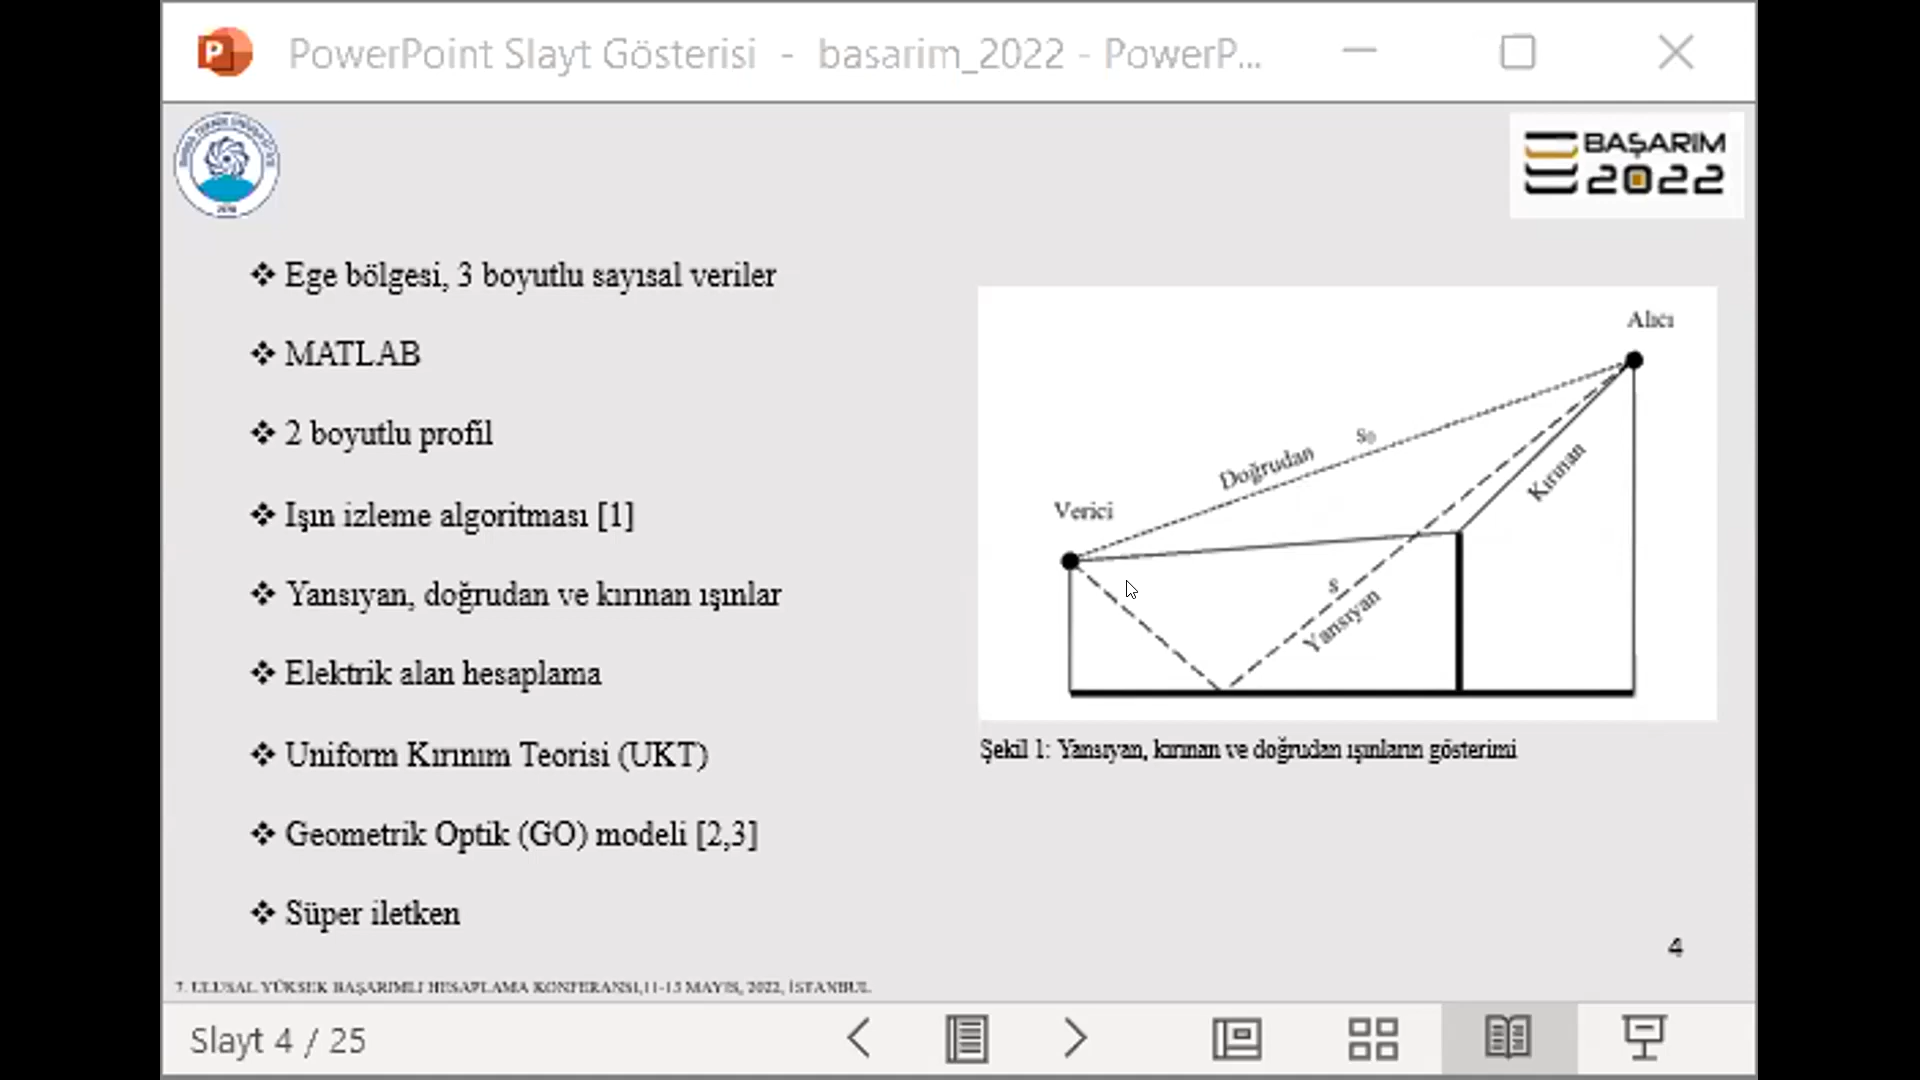 PowerPoint Slayt Gösterisi - basarim_2022 - PowerP...
BAŞARIM
2022
❖ Ege bölgesi, 3 boyutlu sayısal veriler
❖ MATLAB
❖ 2 boyutlu profil
❖ Işın izleme algoritması [1]
❖ Yansıyan, doğrudan ve kırınan ışınlar
❖ Elektrik alan hesaplama
❖ Uniform Kırınım Teorisi (UKT)
❖ Geometrik Optik (GO) modeli [2,3]
❖ Süper iletken
Alıcı
s₀
Doğrudan
Kırınan
Verici
s
Yansıyan
Şekil 1: Yansıyan, kırınan ve doğrudan ışınların gösterimi
4
7. ULUSAL YÜKSEK BAŞARIMLI HESAPLAMA KONFERANSI,11-13 MAYIS, 2022, İSTANBUL
Slayt 4 / 25